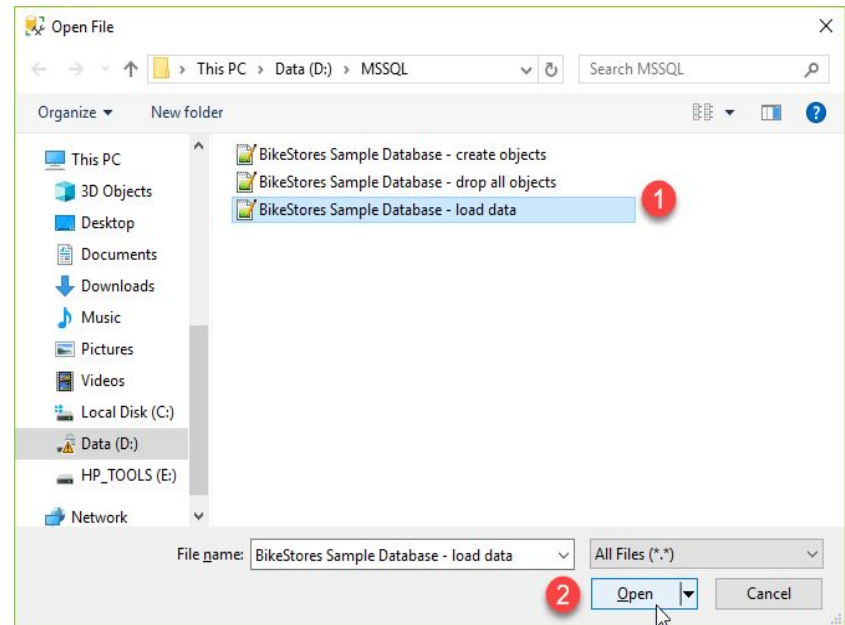 Open File
This PC > Data (D:) > MSSQL
Search MSSQL
Organize
New folder
This PC
3D Objects
Desktop
Documents
Downloads
Music
Pictures
Videos
Local Disk (C:)
Data (D:)
HP_TOOLS (E:)
Network
BikeStores Sample Database - create objects
BikeStores Sample Database - drop all objects
BikeStores Sample Database - load data
1
File name: BikeStores Sample Database - load data
All Files (*.*)
2
Open
Cancel